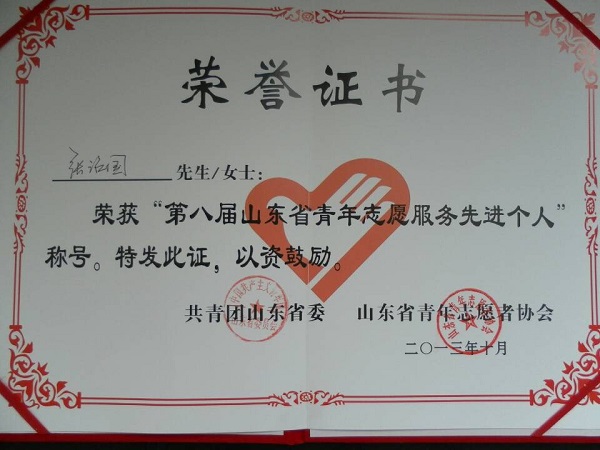 荣誉证书
张治国 先生/女士:
荣获“第八届山东省青年志愿服务先进个人”
称号。特发此证，以资鼓励。
共青团山东省委 山东省青年志愿者协会
二〇一三年十月